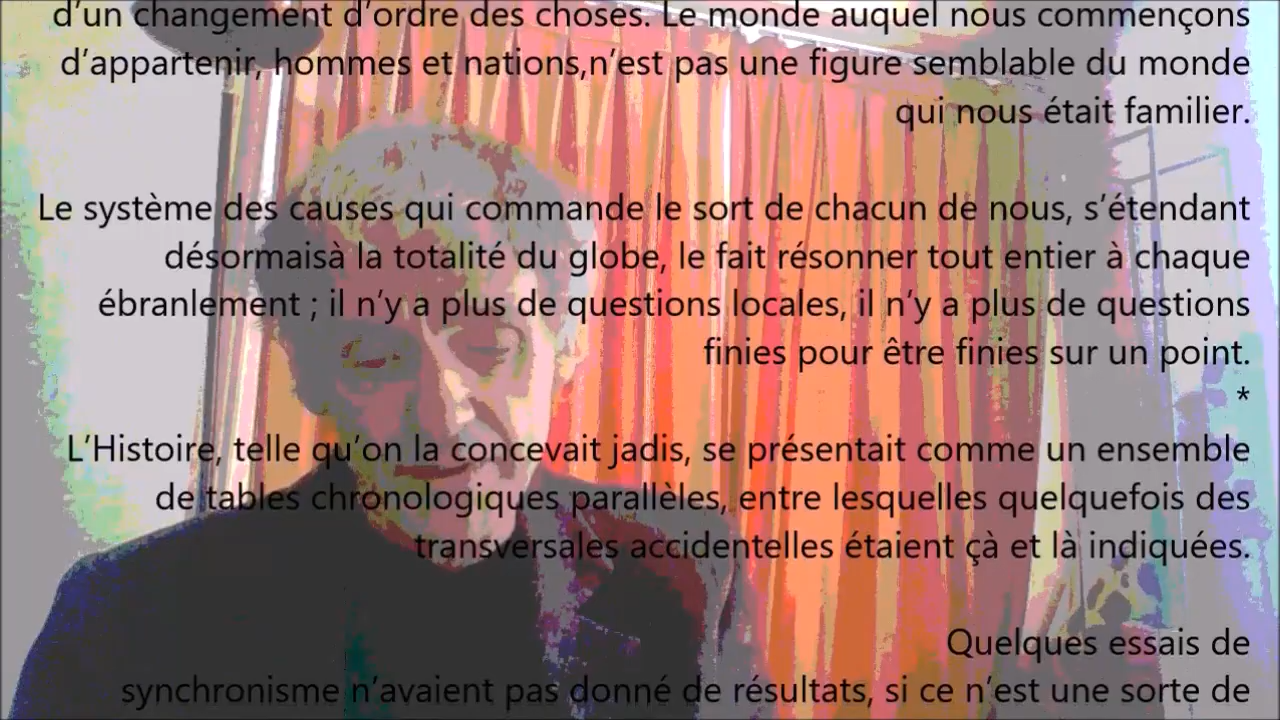 d’un changement d’ordre des choses. Le monde auquel nous commençons
d’appartenir, hommes et nations,n’est pas une figure semblable du monde
qui nous était familier.
Le système des causes qui commande le sort de chacun de nous, s’étendant
désormaisà la totalité du globe, le fait résonner tout entier à chaque
ébranlement ; il n’y a plus de questions locales, il n’y a plus de questions
finies pour être finies sur un point.
*
L’Histoire, telle qu’on la concevait jadis, se présentait comme un ensemble
de tables chronologiques parallèles, entre lesquelles quelquefois des
transversales accidentelles étaient çà et là indiquées.
Quelques essais de
synchronisme n’avaient pas donné de résultats, si ce n’est une sorte de